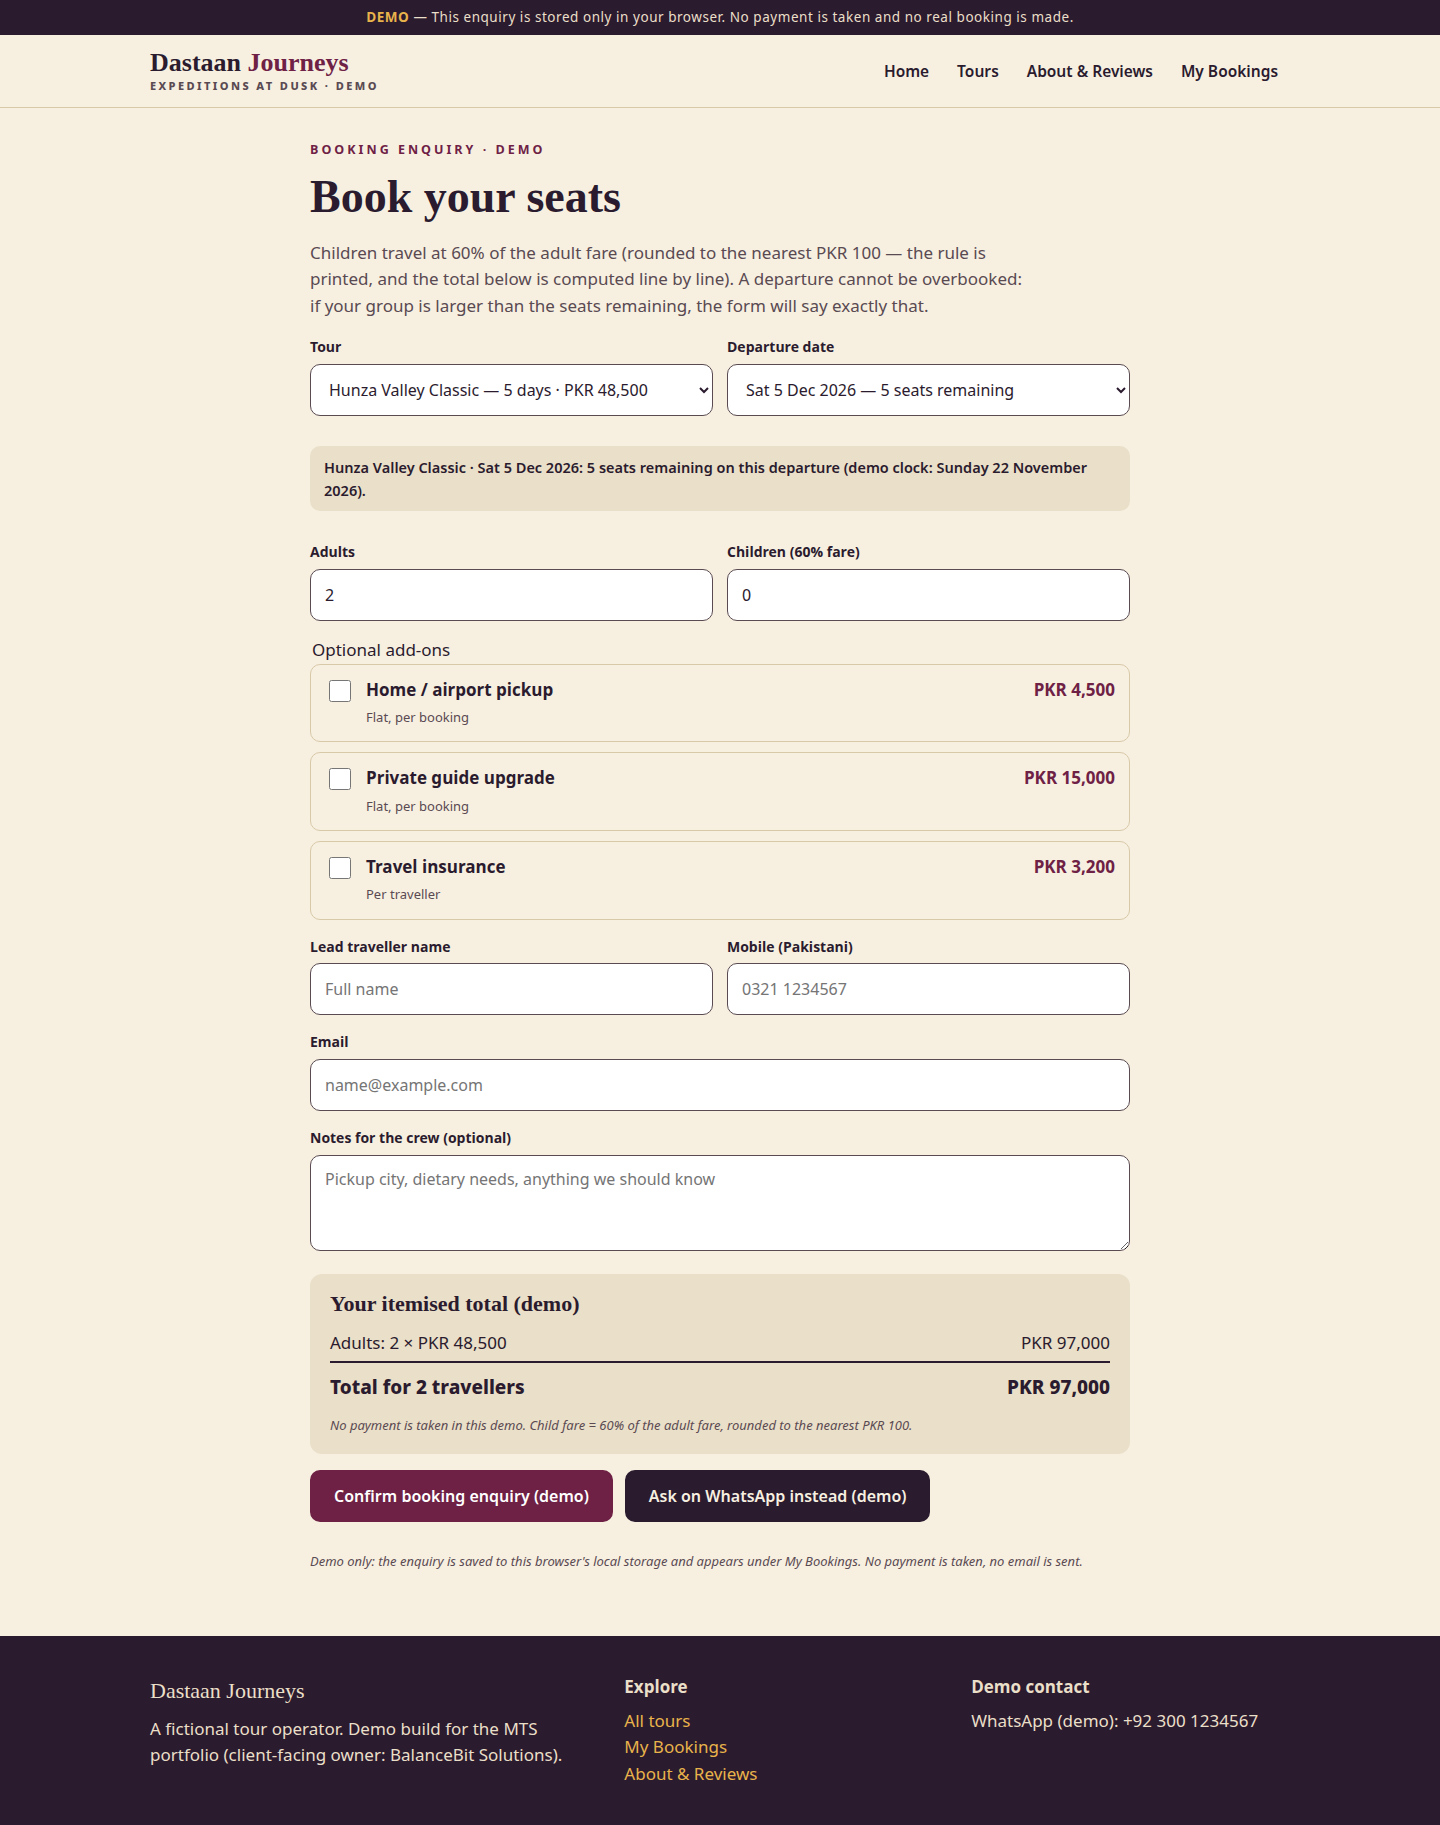 DEMO — This enquiry is stored only in your browser. No payment is taken and no real booking is made.
Dastaan Journeys
EXPEDITIONS AT DUSK · DEMO
Home Tours About & Reviews My Bookings
BOOKING ENQUIRY · DEMO
Book your seats
Children travel at 60% of the adult fare (rounded to the nearest PKR 100 — the rule is
printed, and the total below is computed line by line). A departure cannot be overbooked:
if your group is larger than the seats remaining, the form will say exactly that.
Tour
Hunza Valley Classic — 5 days · PKR 48,500
Departure date
Sat 5 Dec 2026 — 5 seats remaining
Hunza Valley Classic · Sat 5 Dec 2026: 5 seats remaining on this departure (demo clock: Sunday 22 November
2026).
Adults
2
Children (60% fare)
0
Optional add-ons
Home / airport pickup PKR 4,500
Flat, per booking
Private guide upgrade PKR 15,000
Flat, per booking
Travel insurance PKR 3,200
Per traveller
Lead traveller name
Full name
Mobile (Pakistani)
0321 1234567
Email
name@example.com
Notes for the crew (optional)
Pickup city, dietary needs, anything we should know
Your itemised total (demo)
Adults: 2 × PKR 48,500 PKR 97,000
Total for 2 travellers PKR 97,000
No payment is taken in this demo. Child fare = 60% of the adult fare, rounded to the nearest PKR 100.
Confirm booking enquiry (demo) Ask on WhatsApp instead (demo)
Demo only: the enquiry is saved to this browser's local storage and appears under My Bookings. No payment is taken, no email is sent.
Dastaan Journeys
A fictional tour operator. Demo build for the MTS
portfolio (client-facing owner: BalanceBit Solutions).
Explore
All tours
My Bookings
About & Reviews
Demo contact
WhatsApp (demo): +92 300 1234567